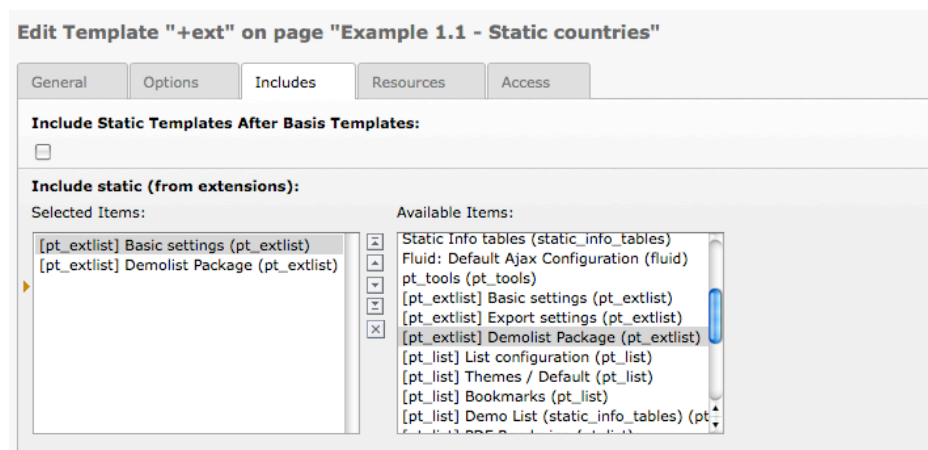 Edit Template "+ext" on page "Example 1.1 - Static countries"
General Options Includes Resources Access
Include Static Templates After Basis Templates:
Include static (from extensions):
Selected Items:
[pt_extlist] Basic settings (pt_extlist)
[pt_extlist] Demolist Package (pt_extlist)
Available Items:
Static Info tables (static_info_tables)
Fluid: Default Ajax Configuration (fluid)
pt_tools (pt_tools)
[pt_extlist] Basic settings (pt_extlist)
[pt_extlist] Export settings (pt_extlist)
[pt_extlist] Demolist Package (pt_extlist)
[pt_list] List configuration (pt_list)
[pt_list] Themes / Default (pt_list)
[pt_list] Bookmarks (pt_list)
[pt_list] Demo List (static_info_tables) (pt